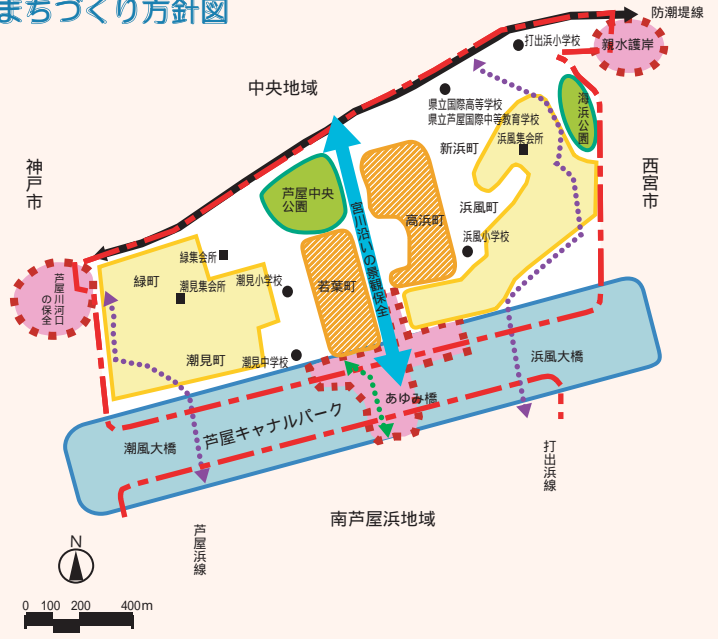 まちづくり方針図
防潮堤線
打出浜小学校
親水護岸
中央地域
県立国際高等学校
県立芦屋国際中等教育学校
海浜公園
新浜町
浜風集会所
神戸市
西宮市
芦屋中央
公園
宮川沿いの景観保全
高浜町
浜風町
浜風小学校
緑集会所
緑町
潮見集会所
潮見小学校
若葉町
芦屋川河口
の保全
潮見町
潮見中学校
浜風大橋
あゆみ橋
芦屋キャナルパーク
潮風大橋
打出浜線
芦屋浜線
南芦屋浜地域
N
0 100 200 400m